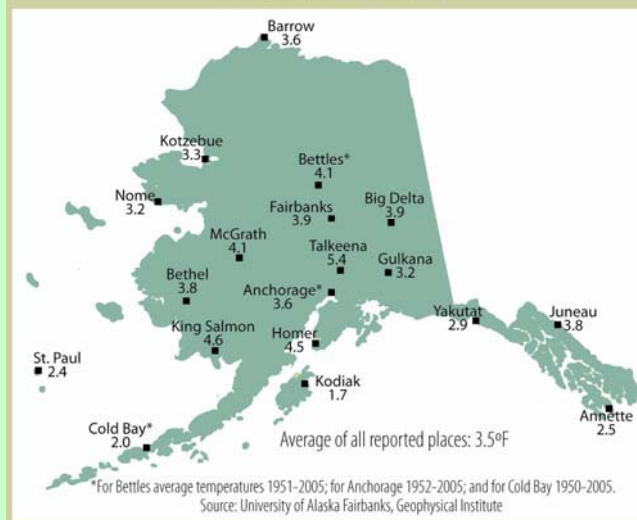 Barrow
3.6
Kotzebue
3.3
Bettles*
4.1
Nome
3.2
Big Delta
3.9
Fairbanks
3.9
McGrath
4.1
Talkeena
5.4
Gulkana
3.2
Bethel
3.8
Anchorage*
3.6
Yakutat
2.9
Juneau
3.8
King Salmon
4.6
Homer
4.5
St. Paul
2.4
Kodiak
1.7
Annette
2.5
Cold Bay*
2.0
Average of all reported places: 3.5ºF
*For Bettles average temperatures 1951-2005; for Anchorage 1952-2005; and for Cold Bay 1950-2005.
Source: University of Alaska Fairbanks, Geophysical Institute